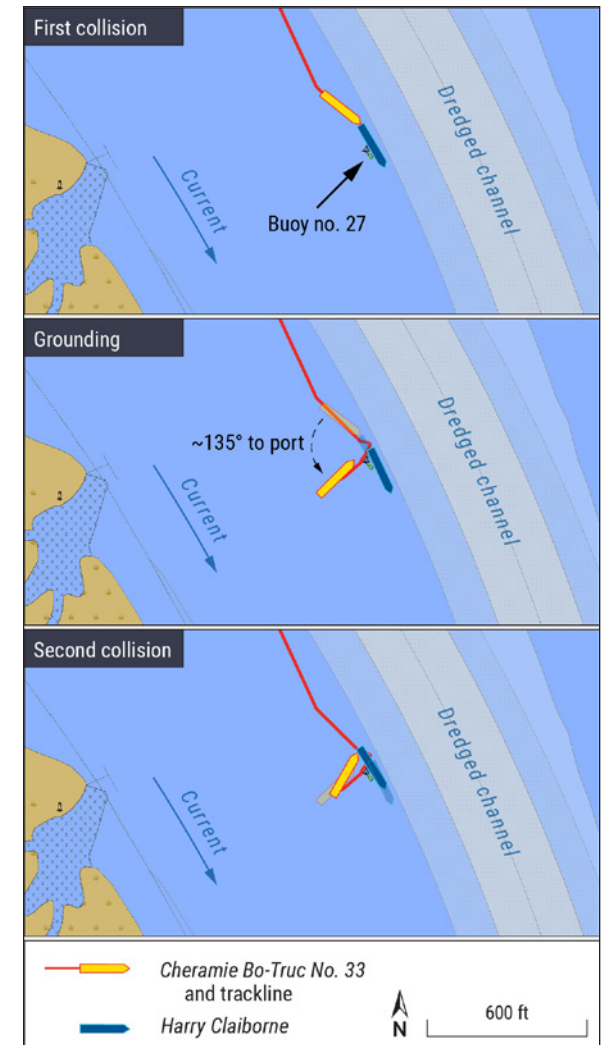 First collision
Dredged channel
Current
Buoy no. 27
Grounding
~135° to port
Dredged channel
Current
Second collision
Dredged channel
Current
Cheramie Bo-Truc No. 33
and trackline
Harry Claiborne
N
600 ft